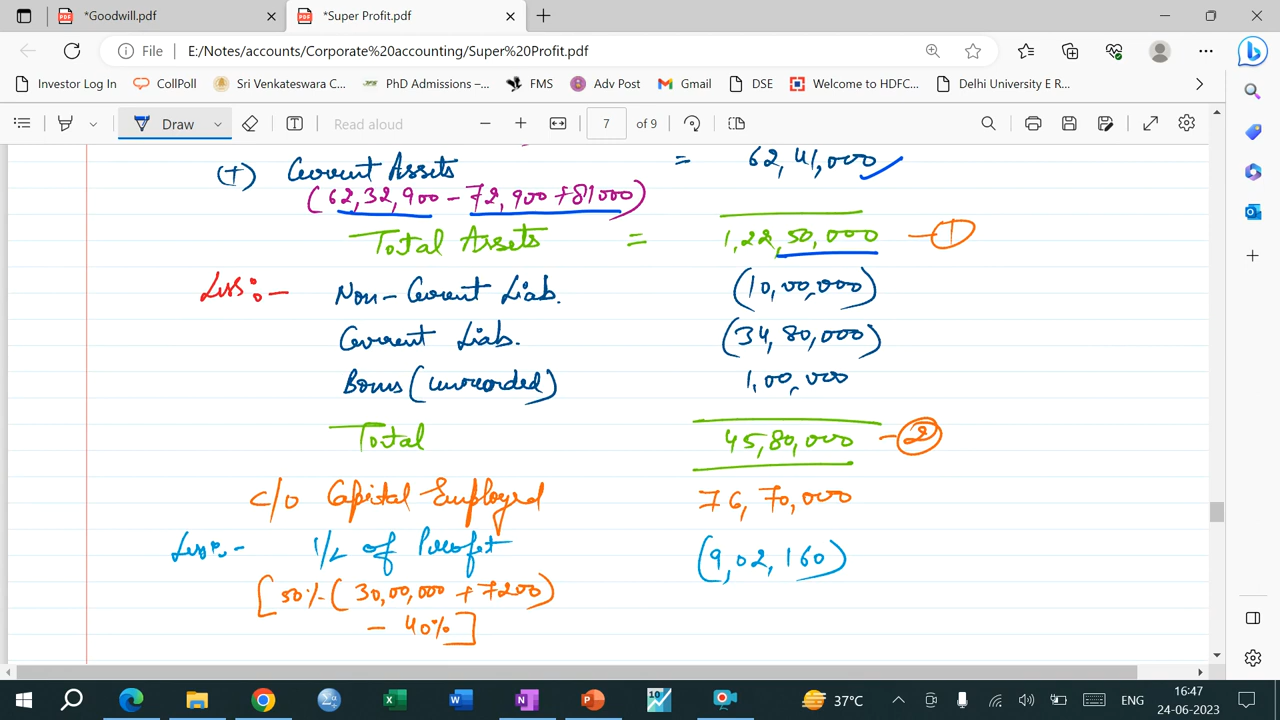 *Goodwill.pdf
*Super Profit.pdf
File E:/Notes/accounts/Corporate%20accounting/Super%20Profit.pdf
Investor Log In CollPoll Sri Venkateswara C... PhD Admissions –... FMS Adv Post Gmail DSE Welcome to HDFC... Delhi University E R...
Draw Read aloud 7 of 9
(+) Current Assets = 62,41,000
(62,32,900 - 72,900 + 81000)
Total Assets = 1,22,50,000 - 1
Less:- Non-Current Liab. (10,00,000)
Current Liab. (34,80,000)
Bonus (unrecorded) 1,00,000
Total 45,80,000 - 2
C/O Capital Employed 76,70,000
Less:- 1/2 of Profit (9,02,160)
[50% (30,00,000 + 7200)
- 40%]
37°C ENG 16:47
24-06-2023